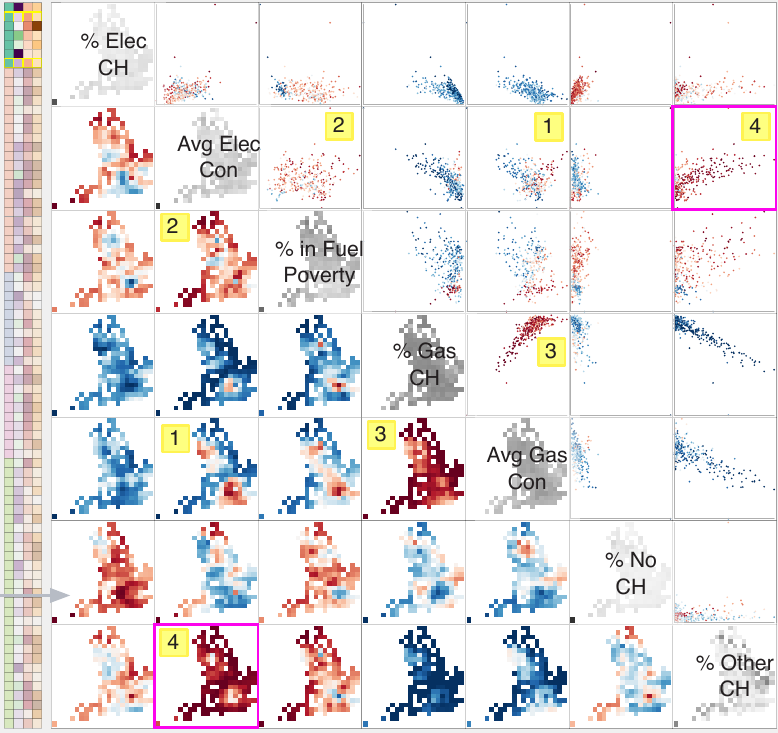 % Elec
CH
Avg Elec
Con
2
1
4
2
% in Fuel
Poverty
% Gas
CH
3
1
3
Avg Gas
Con
% No
CH
4
% Other
CH